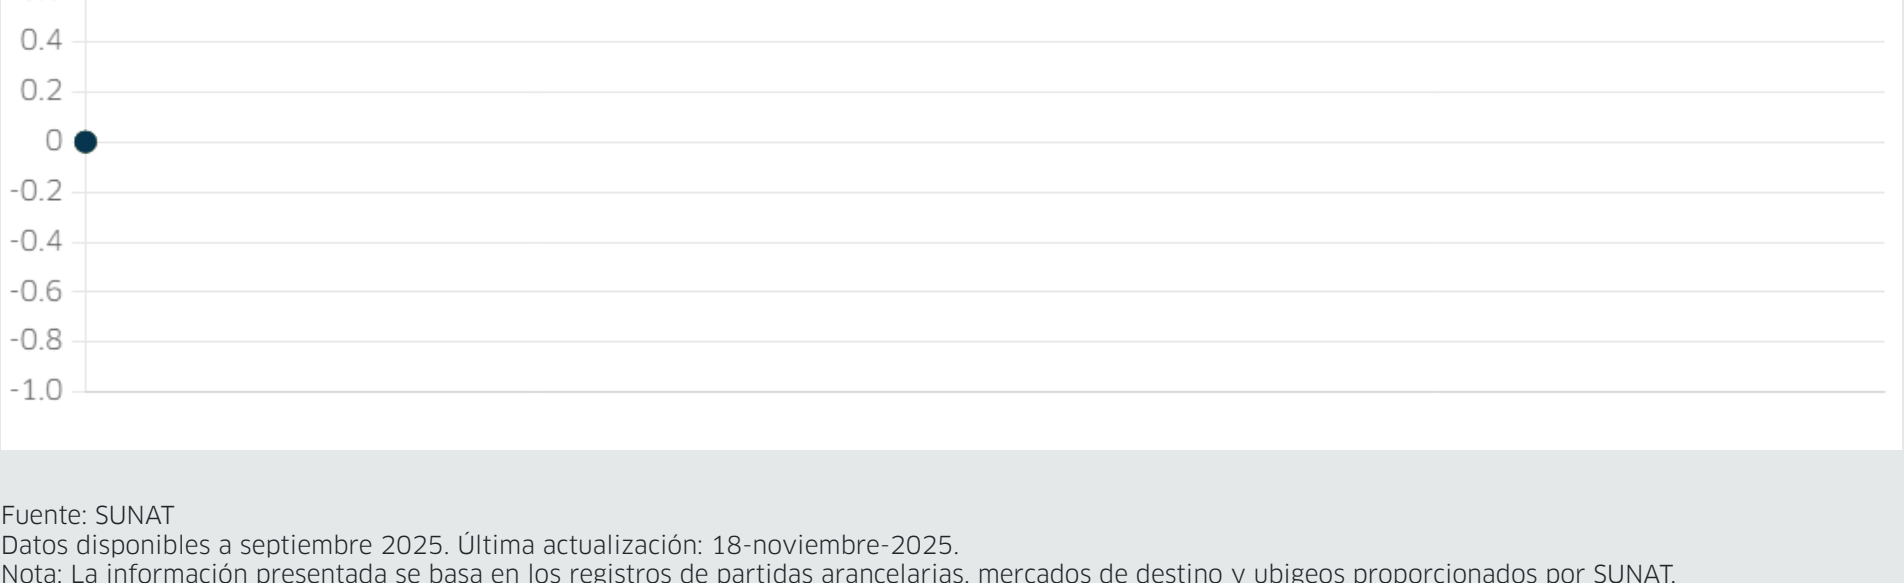 0.4
0.2
0
-0.2
-0.4
-0.6
-0.8
-1.0
Fuente: SUNAT
Datos disponibles a septiembre 2025. Última actualización: 18-noviembre-2025.
Nota: La información presentada se basa en los registros de partidas arancelarias, mercados de destino y ubigeos proporcionados por SUNAT.